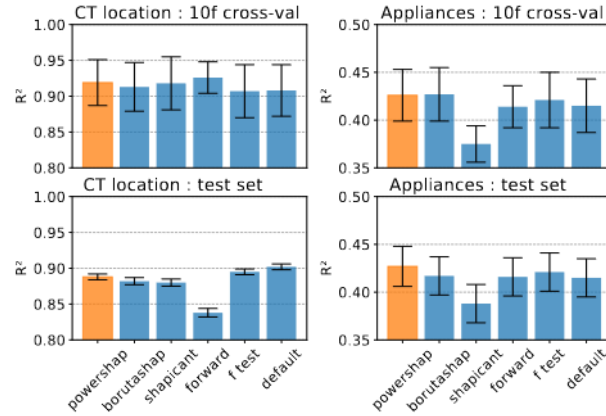 CT location : 10f cross-val
1.00
0.95
0.90
0.85
0.80
R²
Appliances : 10f cross-val
0.50
0.45
0.40
0.35
R²
CT location : test set
1.00
0.95
0.90
0.85
0.80
R²
powershap
borutashap
shapicant
forward
f test
default
Appliances : test set
0.50
0.45
0.40
0.35
R²
powershap
borutashap
shapicant
forward
f test
default